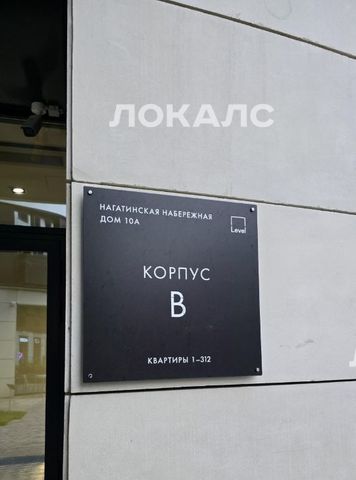 ЛОКАЛС
НАГАТИНСКАЯ НАБЕРЕЖНАЯ
ДОМ 10А
Level
КОРПУС
В
КВАРТИРЫ 1–312